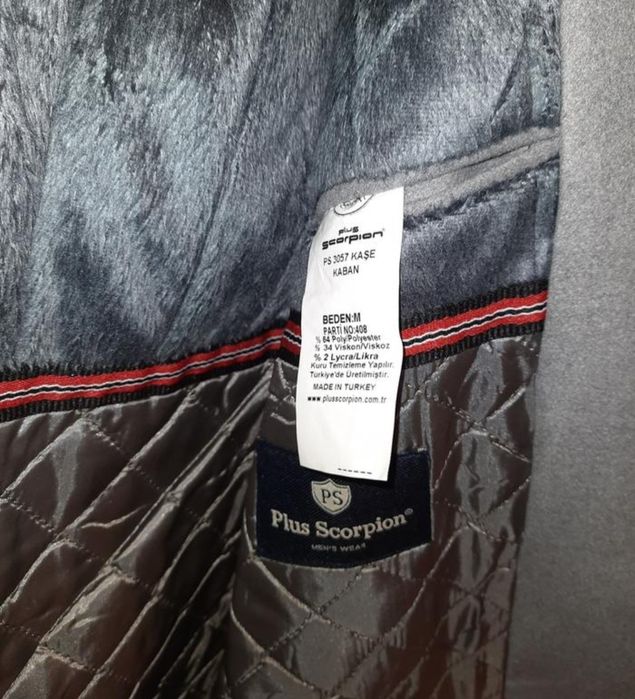 plus
scorpion
PS 3057 KAŞE
KABAN
BEDEN:M
PARTİ NO:408
% 64 Poly/Polyester
% 34 Viskon/Viskoz
% 2 Lycra/Likra
Kuru Temizleme Yapılır.
Türkiye'de Üretilmiştir.
MADE IN TURKEY
www.plusscorpion.com.tr
PS
Plus Scorpion®
MEN'S WEAR